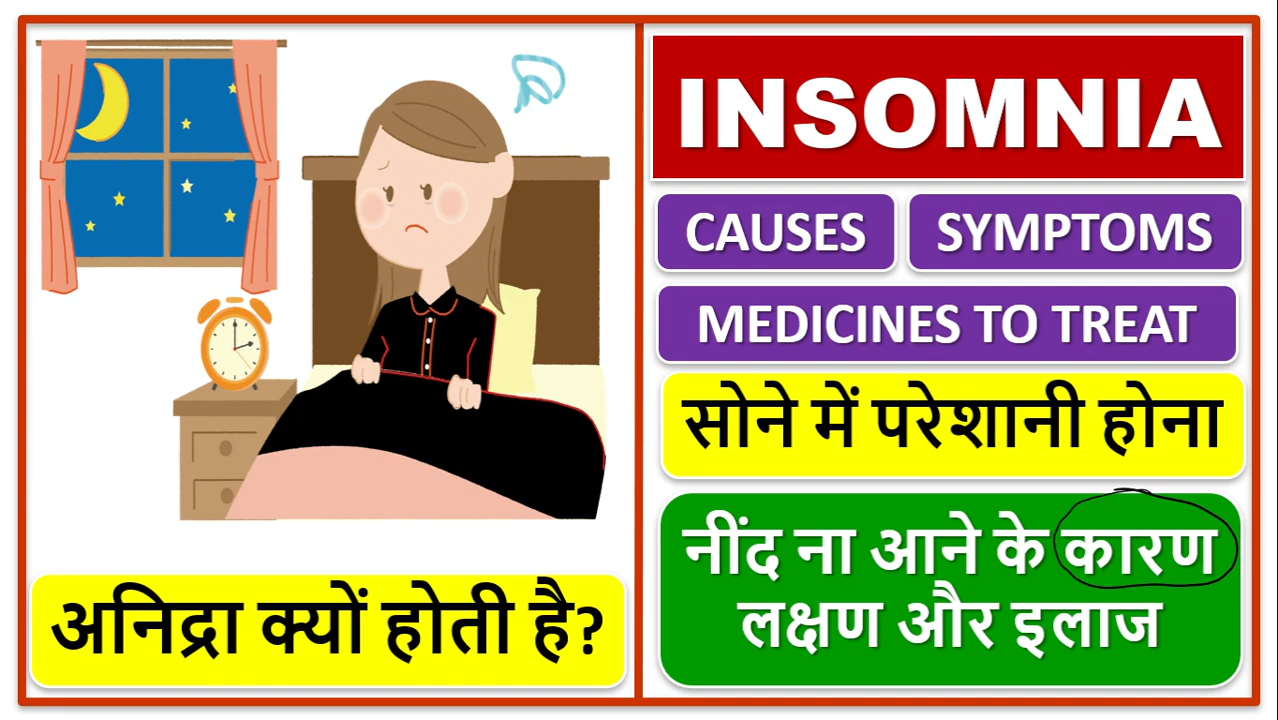 INSOMNIA
CAUSES
SYMPTOMS
MEDICINES TO TREAT
सोने में परेशानी होना
नींद ना आने के कारण
लक्षण और इलाज
अनिद्रा क्यों होती है?